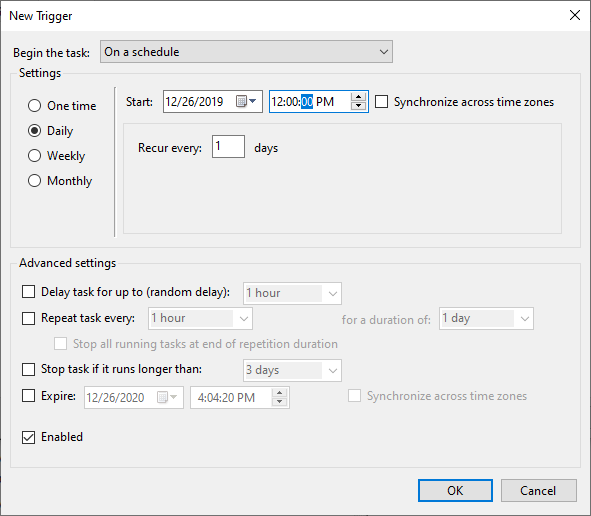 New Trigger
Begin the task: On a schedule
Settings
One time
Daily
Weekly
Monthly
Start: 12/26/2019 12:00:00 PM Synchronize across time zones
Recur every: 1 days
Advanced settings
Delay task for up to (random delay): 1 hour
Repeat task every: 1 hour for a duration of: 1 day
Stop all running tasks at end of repetition duration
Stop task if it runs longer than: 3 days
Expire: 12/26/2020 4:04:20 PM Synchronize across time zones
Enabled
OK Cancel